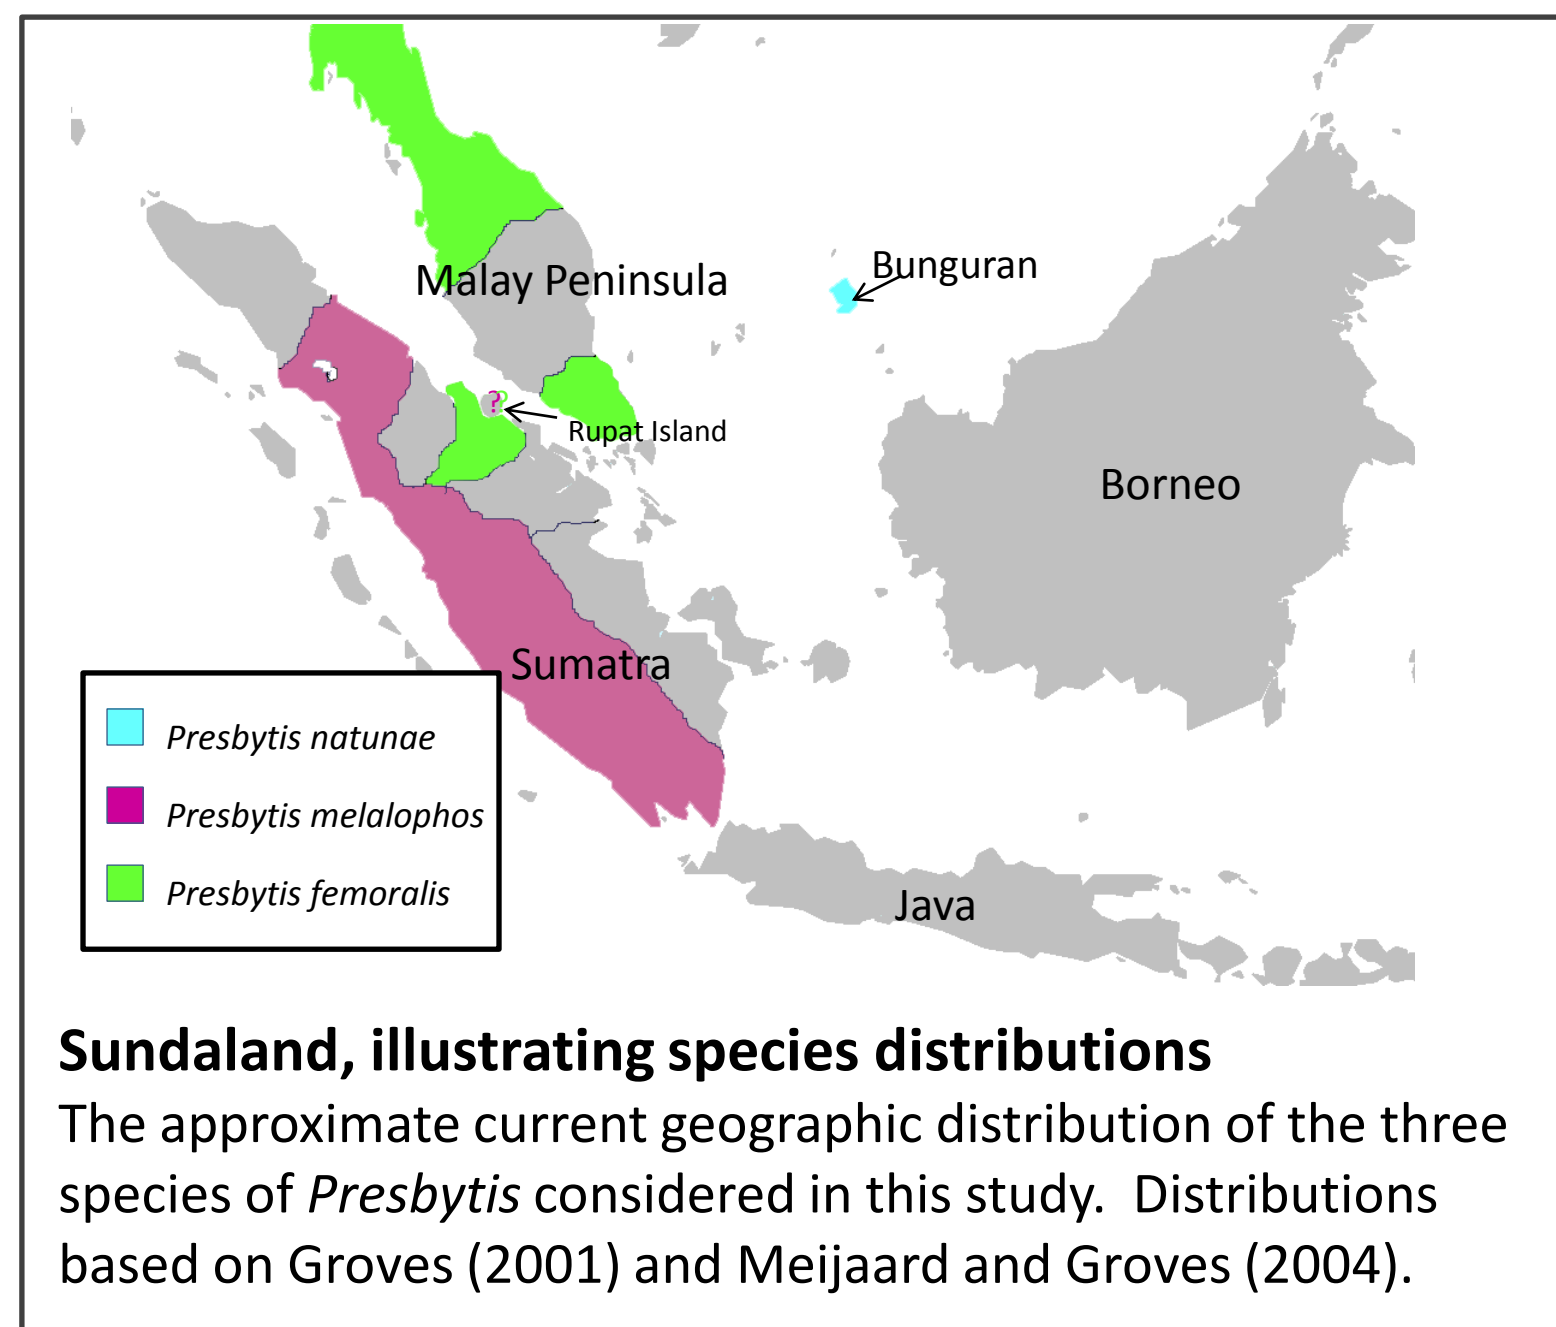 Malay Peninsula
Bunguran
??
Rupat Island
Borneo
Sumatra
Presbytis natunae
Presbytis melalophos
Presbytis femoralis
Java
Sundaland, illustrating species distributions
The approximate current geographic distribution of the three
species of Presbytis considered in this study.  Distributions
based on Groves (2001) and Meijaard and Groves (2004).